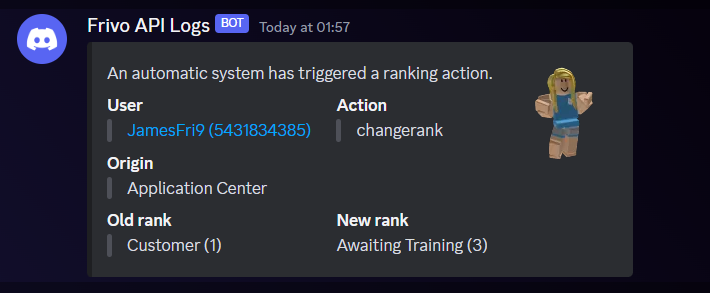 Frivo API Logs BOT Today at 01:57
An automatic system has triggered a ranking action.
User Action
JamesFri9 (5431834385) changerank
Origin
Application Center
Old rank New rank
Customer (1) Awaiting Training (3)